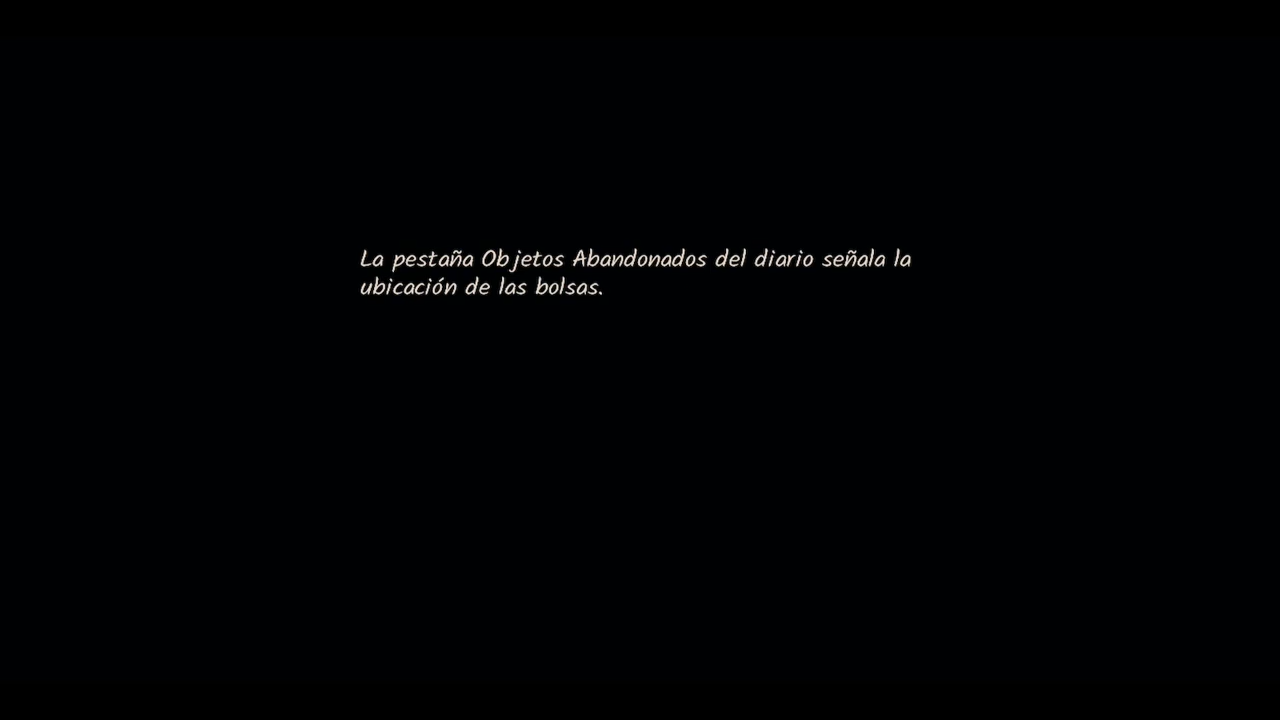 La pestaña Objetos Abandonados del diario señala la
ubicación de las bolsas.